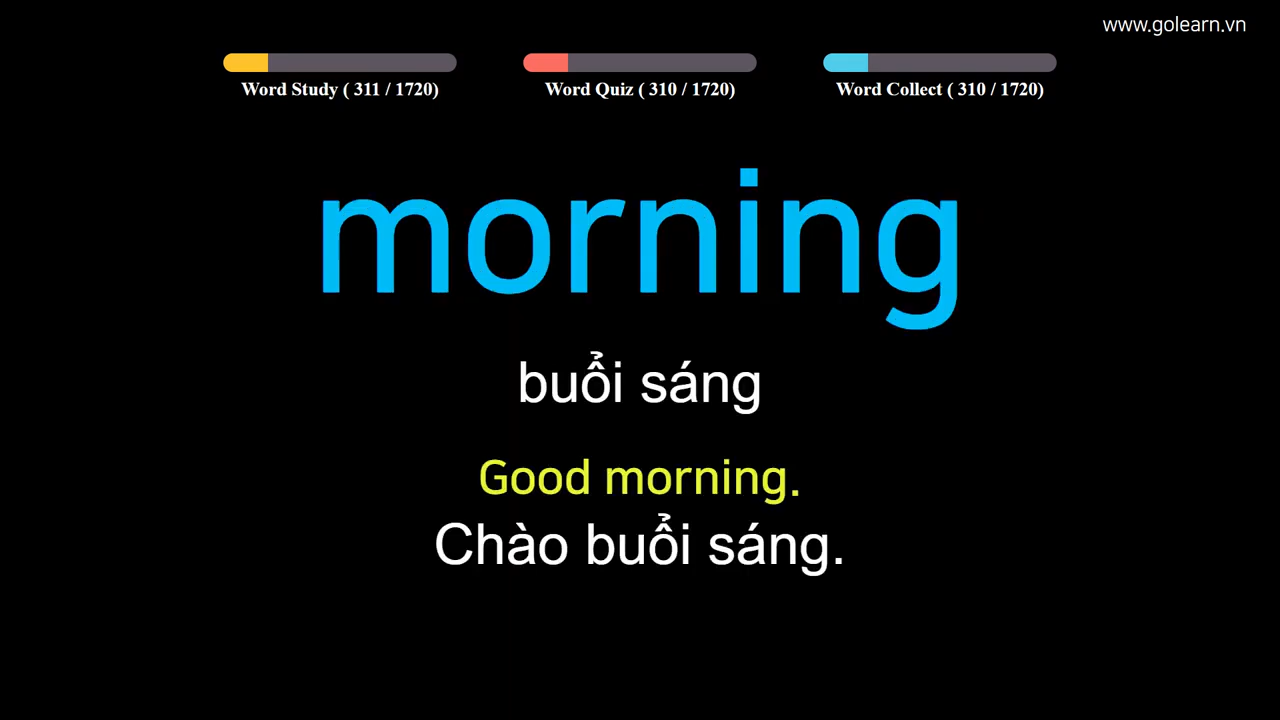 www.golearn.vn
Word Study ( 311 / 1720)
Word Quiz ( 310 / 1720)
Word Collect ( 310 / 1720)
morning
buổi sáng
Good morning.
Chào buổi sáng.